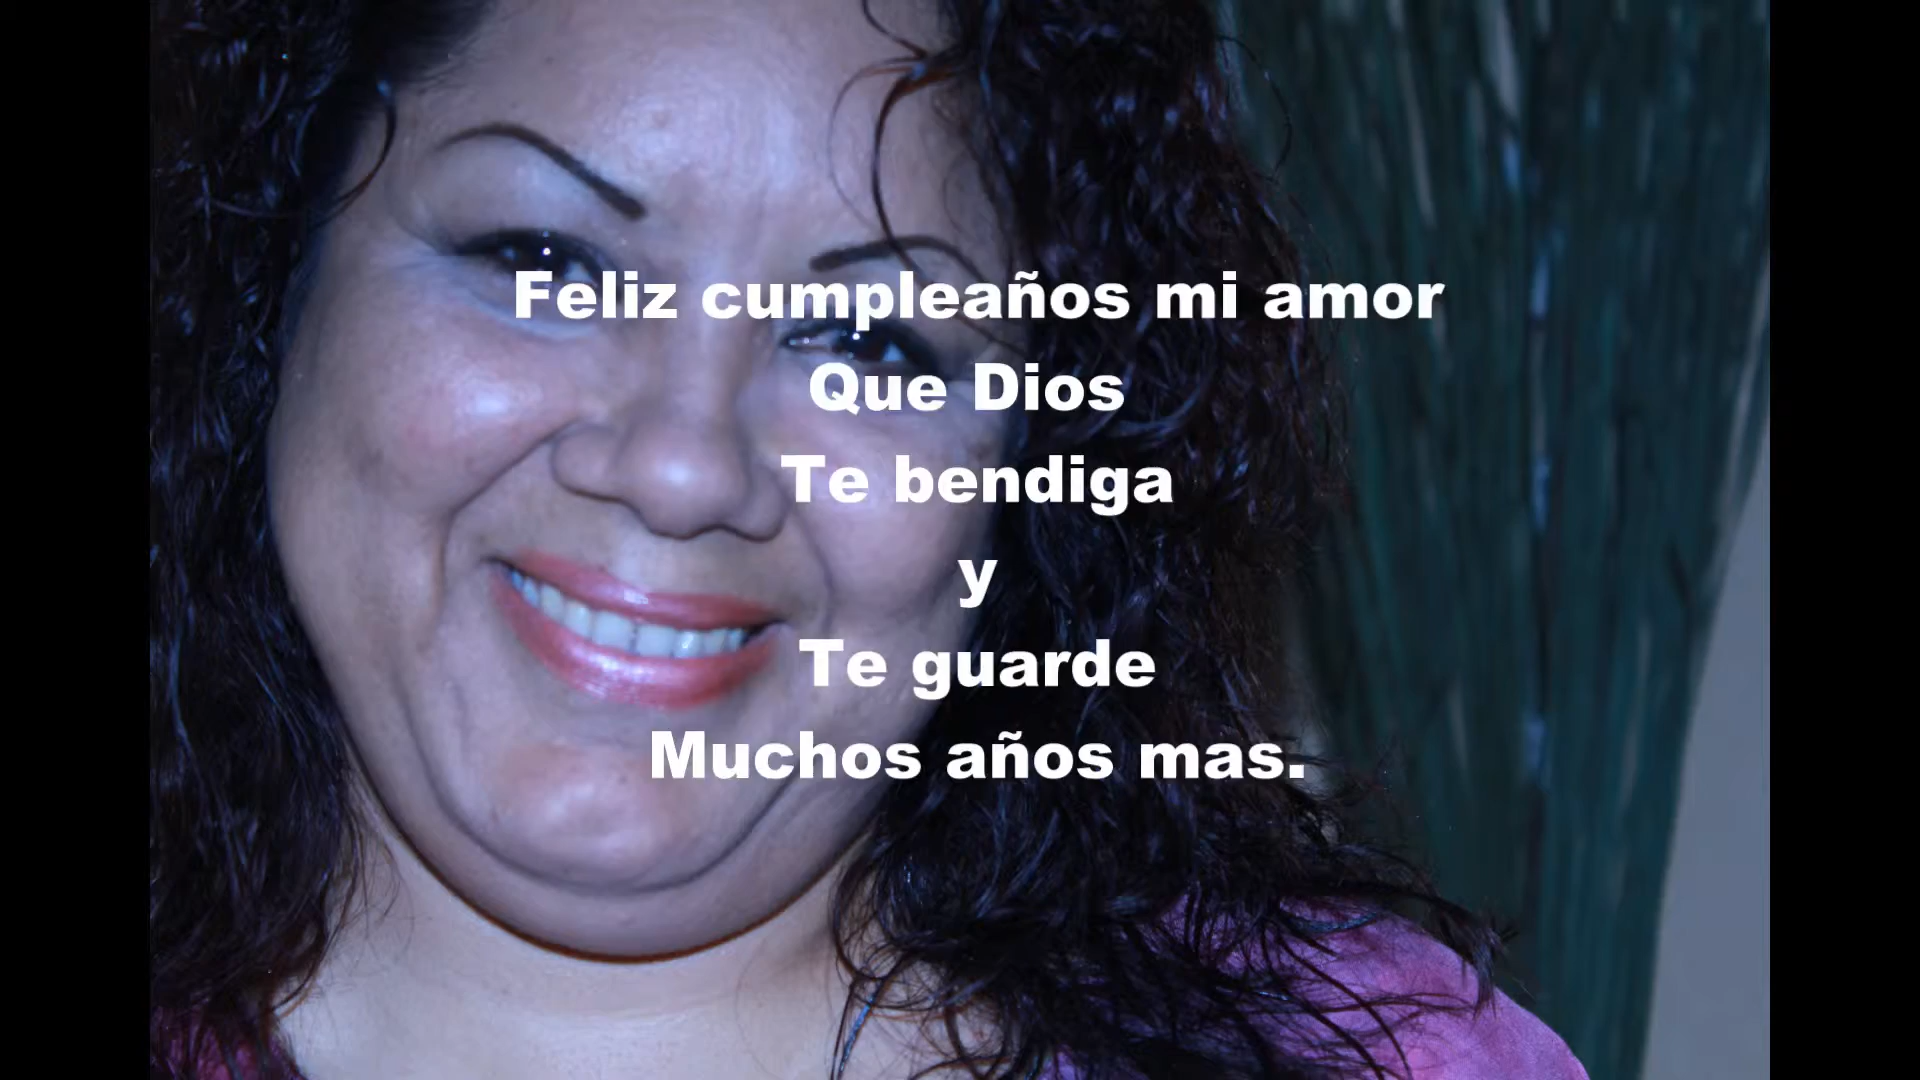 Feliz cumpleaños mi amor
Que Dios
Te bendiga
y
Te guarde
Muchos años mas.